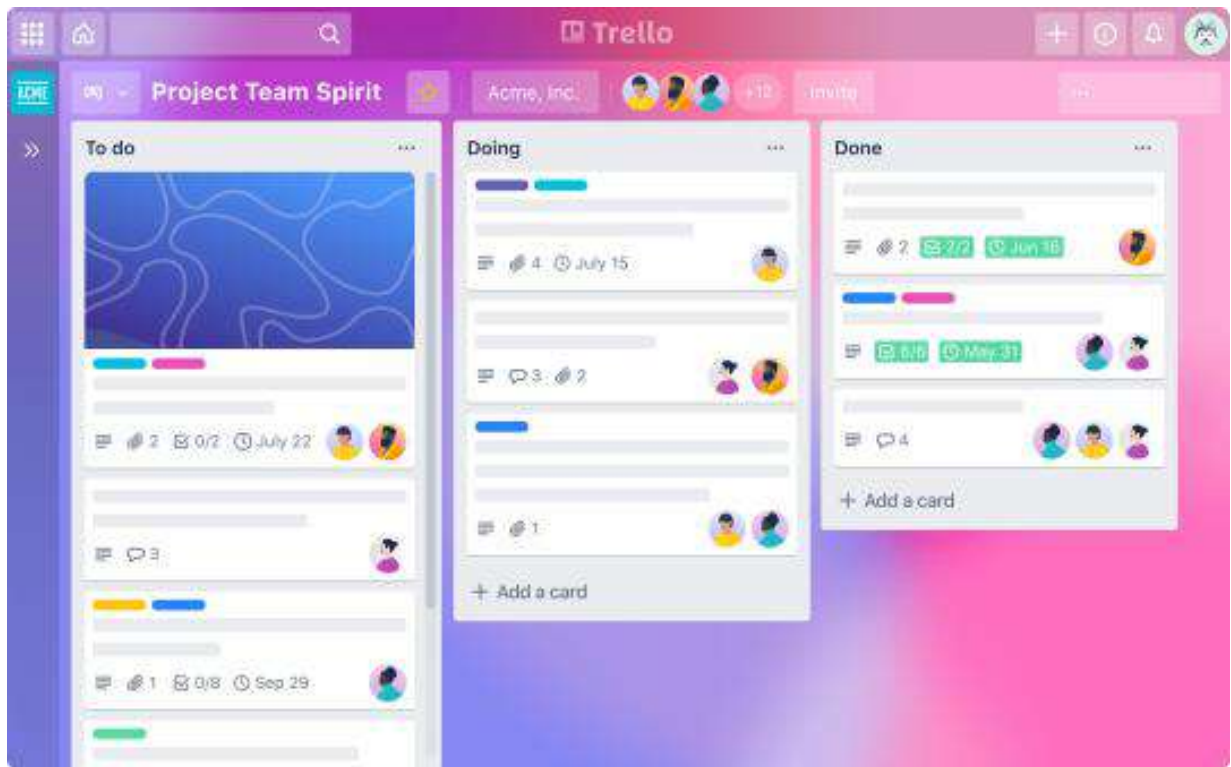 Trello
ACME
Project Team Spirit
Acme, Inc.
+12
Invite
To do
2 0/2 July 22
3
1 0/8 Sep 29
Doing
4 July 15
3 2
1
+ Add a card
Done
2 2/2 Jun 16
6/6 May 31
4
+ Add a card